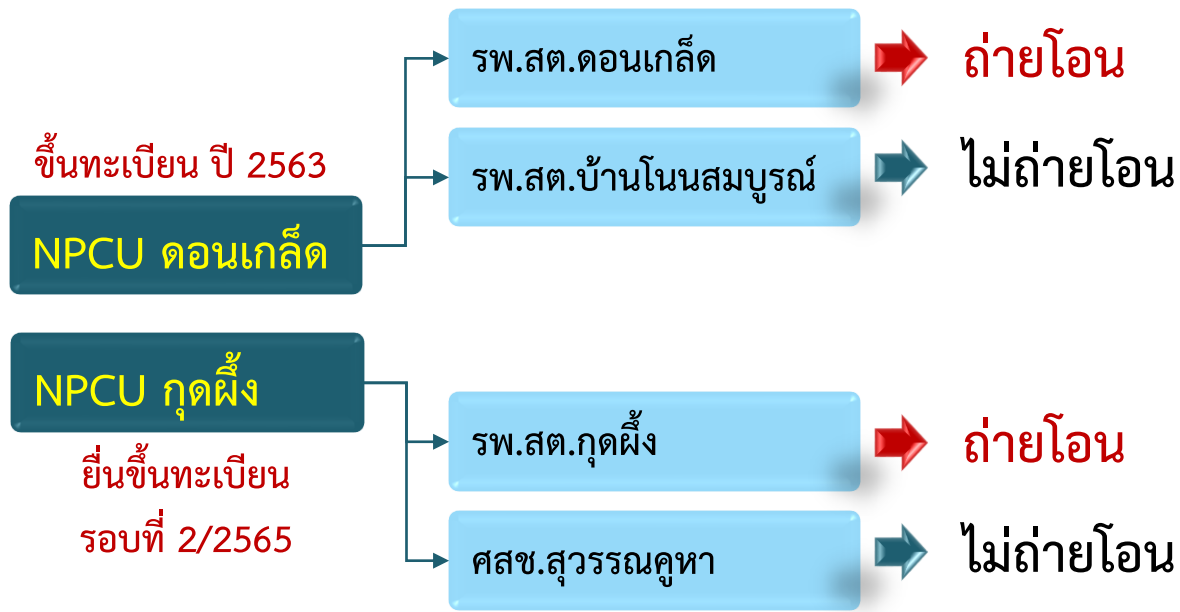 ขึ้นทะเบียน ปี 2563
NPCU ดอนเกล็ด
รพ.สต.ดอนเกล็ด
ถ่ายโอน
รพ.สต.บ้านโนนสมบูรณ์
ไม่ถ่ายโอน
NPCU กุดผึ้ง
ยื่นขึ้นทะเบียน
รอบที่ 2/2565
รพ.สต.กุดผึ้ง
ถ่ายโอน
ศสช.สุวรรณคูหา
ไม่ถ่ายโอน